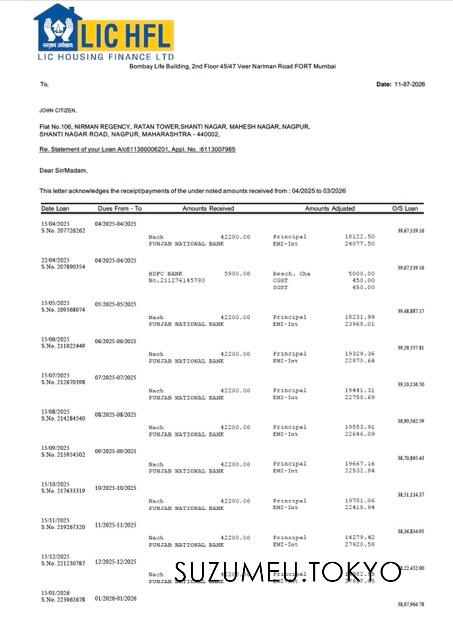 LIC HFL
LIC HOUSING FINANCE LTD
Bombay Life Building, 2nd Floor 45/47 Veer Nariman Road FORT Mumbai
To, Date: 11-07-2026
JOHN CITIZEN,
Flat No.106, NIRMAN REGENCY, RATAN TOWER,SHANTI NAGAR, MAHESH NAGAR, NAGPUR,
SHANTI NAGAR ROAD, NAGPUR, MAHARASHTRA - 440002,
Re. Statement of your Loan A/c611300006201, Appl. No. :6113007965
Dear Sir/Madam,
This letter acknowledges the receipt/payments of the under noted amounts received from : 04/2025 to 03/2026
Date Loan Dues From - To Amounts Received Amounts Adjusted O/S Loan
15/04/2025 04/2025-04/2025
S.No. 207726262 39,67,119.16
Nach 42200.00 Principal 18122.50
PUNJAB NATIONAL BANK EMI-Int 24077.50
22/04/2025 04/2025-04/2025
S.No. 207890354 39,67,119.16
HDFC BANK 5900.00 Resch. Cha 5000.00
No.211276145790 CGST 450.00
SGST 450.00
15/05/2025 05/2025-05/2025
S.No. 209568074 39,48,887.17
Nach 42200.00 Principal 18231.99
PUNJAB NATIONAL BANK EMI-Int 23968.01
15/06/2025 06/2025-06/2025
S.No. 211022449 39,29,557.81
Nach 42200.00 Principal 19329.36
PUNJAB NATIONAL BANK EMI-Int 22870.64
15/07/2025 07/2025-07/2025
S.No. 212670398 39,10,116.50
Nach 42200.00 Principal 19441.31
PUNJAB NATIONAL BANK EMI-Int 22758.69
15/08/2025 08/2025-08/2025
S.No. 214284540 38,90,562.59
Nach 42200.00 Principal 19553.91
PUNJAB NATIONAL BANK EMI-Int 22646.09
15/09/2025 09/2025-09/2025
S.No. 215954502 38,70,895.43
Nach 42200.00 Principal 19667.16
PUNJAB NATIONAL BANK EMI-Int 22532.84
15/10/2025 10/2025-10/2025
S.No. 217633319 38,51,114.37
Nach 42200.00 Principal 19781.06
PUNJAB NATIONAL BANK EMI-Int 22418.94
15/11/2025 11/2025-11/2025
S.No. 219267320 38,36,834.95
Nach 42200.00 Principal 14279.42
PUNJAB NATIONAL BANK EMI-Int 27920.58
15/12/2025 12/2025-12/2025
S.No. 221230787
Nach
PUNJAB NATIONAL BANK
SUZUMEU.TOKYO
15/01/2026 01/2026-01/2026
S.No. 223062678 38,07,964.78